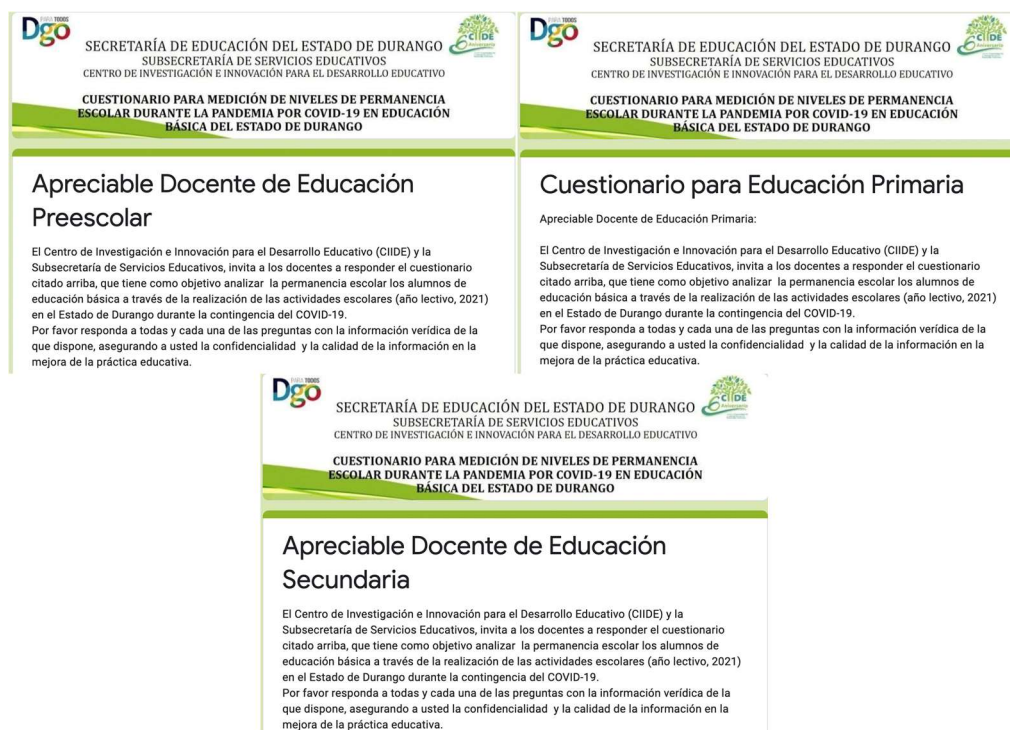 PARA TODOS
Dgo
CIIDE
6 Aniversario
SECRETARÍA DE EDUCACIÓN DEL ESTADO DE DURANGO
SUBSECRETARÍA DE SERVICIOS EDUCATIVOS
CENTRO DE INVESTIGACIÓN E INNOVACIÓN PARA EL DESARROLLO EDUCATIVO
CUESTIONARIO PARA MEDICIÓN DE NIVELES DE PERMANENCIA
ESCOLAR DURANTE LA PANDEMIA POR COVID-19 EN EDUCACIÓN
BÁSICA DEL ESTADO DE DURANGO
Apreciable Docente de Educación
Preescolar
El Centro de Investigación e Innovación para el Desarrollo Educativo (CIIDE) y la
Subsecretaría de Servicios Educativos, invita a los docentes a responder el cuestionario
citado arriba, que tiene como objetivo analizar  la permanencia escolar los alumnos de
educación básica a través de la realización de las actividades escolares (año lectivo, 2021)
en el Estado de Durango durante la contingencia del COVID-19.
Por favor responda a todas y cada una de las preguntas con la información verídica de la
que dispone, asegurando a usted la confidencialidad  y la calidad de la información en la
mejora de la práctica educativa.
PARA TODOS
Dgo
CIIDE
6 Aniversario
SECRETARÍA DE EDUCACIÓN DEL ESTADO DE DURANGO
SUBSECRETARÍA DE SERVICIOS EDUCATIVOS
CENTRO DE INVESTIGACIÓN E INNOVACIÓN PARA EL DESARROLLO EDUCATIVO
CUESTIONARIO PARA MEDICIÓN DE NIVELES DE PERMANENCIA
ESCOLAR DURANTE LA PANDEMIA POR COVID-19 EN EDUCACIÓN
BÁSICA DEL ESTADO DE DURANGO
Cuestionario para Educación Primaria
Apreciable Docente de Educación Primaria:
El Centro de Investigación e Innovación para el Desarrollo Educativo (CIIDE) y la
Subsecretaría de Servicios Educativos, invita a los docentes a responder el cuestionario
citado arriba, que tiene como objetivo analizar  la permanencia escolar los alumnos de
educación básica a través de la realización de las actividades escolares (año lectivo, 2021)
en el Estado de Durango durante la contingencia del COVID-19.
Por favor responda a todas y cada una de las preguntas con la información verídica de la
que dispone, asegurando a usted la confidencialidad  y la calidad de la información en la
mejora de la práctica educativa.
PARA TODOS
Dgo
CIIDE
6 Aniversario
SECRETARÍA DE EDUCACIÓN DEL ESTADO DE DURANGO
SUBSECRETARÍA DE SERVICIOS EDUCATIVOS
CENTRO DE INVESTIGACIÓN E INNOVACIÓN PARA EL DESARROLLO EDUCATIVO
CUESTIONARIO PARA MEDICIÓN DE NIVELES DE PERMANENCIA
ESCOLAR DURANTE LA PANDEMIA POR COVID-19 EN EDUCACIÓN
BÁSICA DEL ESTADO DE DURANGO
Apreciable Docente de Educación
Secundaria
El Centro de Investigación e Innovación para el Desarrollo Educativo (CIIDE) y la
Subsecretaría de Servicios Educativos, invita a los docentes a responder el cuestionario
citado arriba, que tiene como objetivo analizar  la permanencia escolar los alumnos de
educación básica a través de la realización de las actividades escolares (año lectivo, 2021)
en el Estado de Durango durante la contingencia del COVID-19.
Por favor responda a todas y cada una de las preguntas con la información verídica de la
que dispone, asegurando a usted la confidencialidad  y la calidad de la información en la
mejora de la práctica educativa.